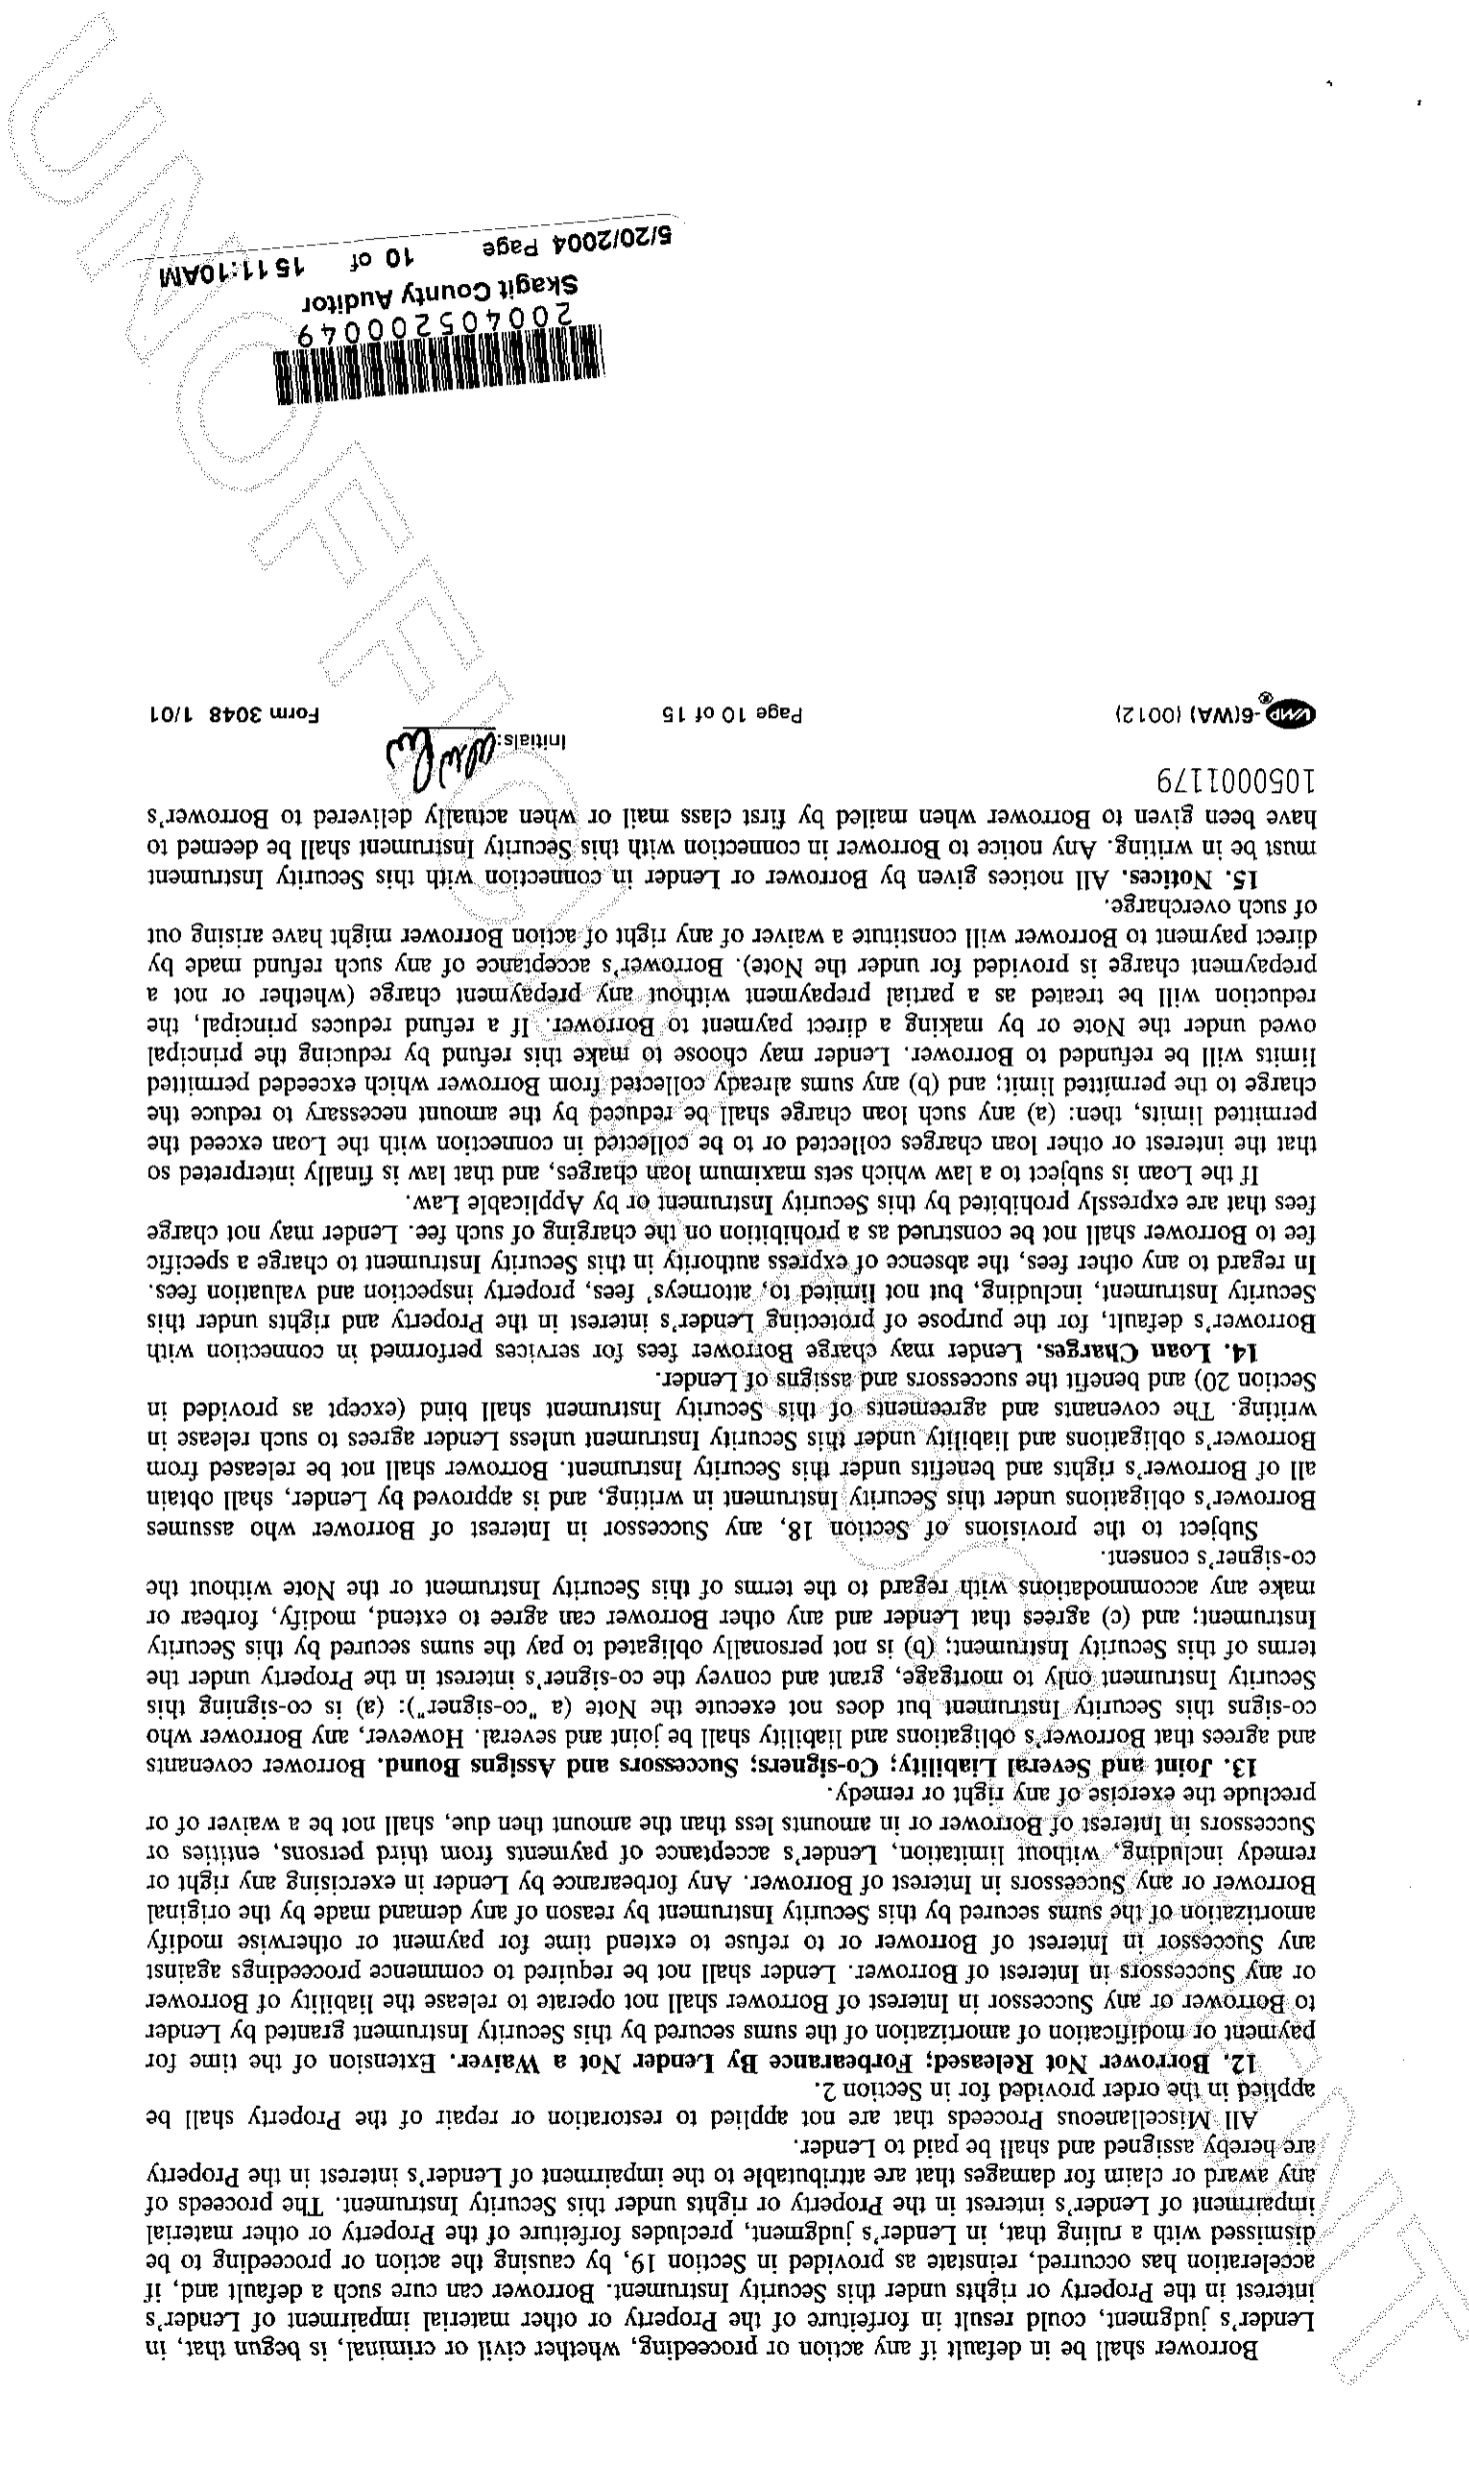 Borrower shall be in default if any action or proceeding, whether civil or criminal, is begun that, in
Lender's judgment, could result in forfeiture of the Property or other material impairment of Lender's
interest in the Property or rights under this Security Instrument. Borrower can cure such a default and, if
acceleration has occurred, reinstate as provided in Section 19, by causing the action or proceeding to be
dismissed with a ruling that, in Lender's judgment, precludes forfeiture of the Property or other material
impairment of Lender's interest in the Property or rights under this Security Instrument. The proceeds of
any award or claim for damages that are attributable to the impairment of Lender's interest in the Property
are hereby assigned and shall be paid to Lender.
All Miscellaneous Proceeds that are not applied to restoration or repair of the Property shall be
applied in the order provided for in Section 2.
12. Borrower Not Released; Forbearance By Lender Not a Waiver. Extension of the time for
payment or modification of amortization of the sums secured by this Security Instrument granted by Lender
to Borrower or any Successor in Interest of Borrower shall not operate to release the liability of Borrower
or any Successors in Interest of Borrower. Lender shall not be required to commence proceedings against
any Successor in Interest of Borrower or to refuse to extend time for payment or otherwise modify
amortization of the sums secured by this Security Instrument by reason of any demand made by the original
Borrower or any Successors in Interest of Borrower. Any forbearance by Lender in exercising any right or
remedy including, without limitation, Lender's acceptance of payments from third persons, entities or
Successors in Interest of Borrower or in amounts less than the amount then due, shall not be a waiver of or
preclude the exercise of any right or remedy.
13. Joint and Several Liability; Co-signers; Successors and Assigns Bound. Borrower covenants
and agrees that Borrower's obligations and liability shall be joint and several. However, any Borrower who
co-signs this Security Instrument but does not execute the Note (a "co-signer"): (a) is co-signing this
Security Instrument only to mortgage, grant and convey the co-signer's interest in the Property under the
terms of this Security Instrument; (b) is not personally obligated to pay the sums secured by this Security
Instrument; and (c) agrees that Lender and any other Borrower can agree to extend, modify, forbear or
make any accommodations with regard to the terms of this Security Instrument or the Note without the
co-signer's consent.
Subject to the provisions of Section 18, any Successor in Interest of Borrower who assumes
Borrower's obligations under this Security Instrument in writing, and is approved by Lender, shall obtain
all of Borrower's rights and benefits under this Security Instrument. Borrower shall not be released from
Borrower's obligations and liability under this Security Instrument unless Lender agrees to such release in
writing. The covenants and agreements of this Security Instrument shall bind (except as provided in
Section 20) and benefit the successors and assigns of Lender.
14. Loan Charges. Lender may charge Borrower fees for services performed in connection with
Borrower's default, for the purpose of protecting Lender's interest in the Property and rights under this
Security Instrument, including, but not limited to, attorneys' fees, property inspection and valuation fees.
In regard to any other fees, the absence of express authority in this Security Instrument to charge a specific
fee to Borrower shall not be construed as a prohibition on the charging of such fee. Lender may not charge
fees that are expressly prohibited by this Security Instrument or by Applicable Law.
If the Loan is subject to a law which sets maximum loan charges, and that law is finally interpreted so
that the interest or other loan charges collected or to be collected in connection with the Loan exceed the
permitted limits, then: (a) any such loan charge shall be reduced by the amount necessary to reduce the
charge to the permitted limit; and (b) any sums already collected from Borrower which exceeded permitted
limits will be refunded to Borrower. Lender may choose to make this refund by reducing the principal
owed under the Note or by making a direct payment to Borrower. If a refund reduces principal, the
reduction will be treated as a partial prepayment without any prepayment charge (whether or not a
prepayment charge is provided for under the Note). Borrower's acceptance of any such refund made by
direct payment to Borrower will constitute a waiver of any right of action Borrower might have arising out
of such overcharge.
15. Notices. All notices given by Borrower or Lender in connection with this Security Instrument
must be in writing. Any notice to Borrower in connection with this Security Instrument shall be deemed to
have been given to Borrower when mailed by first class mail or when actually delivered to Borrower's
1050001179
Initials:
VMP®-6(WA) (0012) Page 10 of 15 Form 3048 1/01
200405200049
Skagit County Auditor
5/20/2004 Page 10 of 15 11:10AM
UNOFFICIAL DOCUMENT